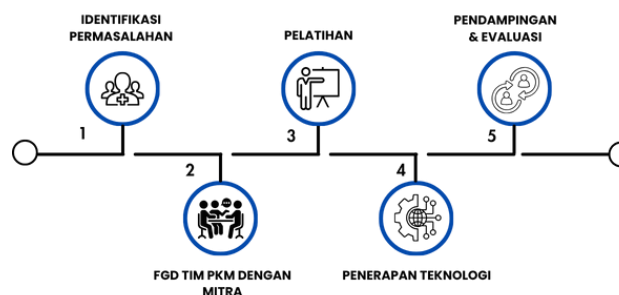 IDENTIFIKASI
PERMASALAHAN
1
2
FGD TIM PKM DENGAN
MITRA
PELATIHAN
3
4
PENERAPAN TEKNOLOGI
PENDAMPINGAN
& EVALUASI
5